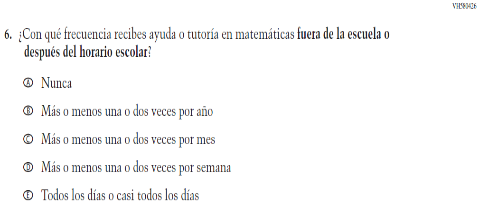 VH580426
6. ¿Con qué frecuencia recibes ayuda o tutoría en matemáticas fuera de la escuela o
después del horario escolar?
Ⓐ Nunca
Ⓑ Más o menos una o dos veces por año
Ⓒ Más o menos una o dos veces por mes
Ⓓ Más o menos una o dos veces por semana
Ⓔ Todos los días o casi todos los días